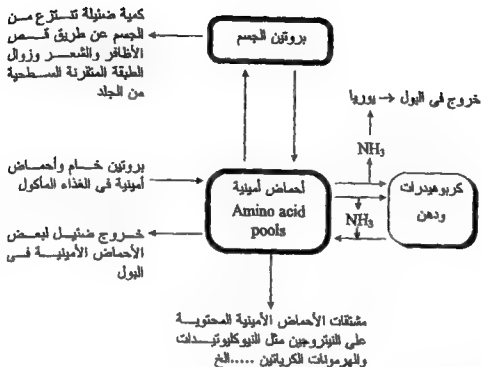 كمية ضئيلة تنتزع من
الجسم عن طريق قص
الأظافر والشعر وزوال
الطبقة المتقرنة السطحية
من الجلد
بروتين الجسم
خروج فى البول → يوريا
NH₃
بروتين خام وأحماض
أمينية فى الغذاء المأكول
أحماض أمينية
Amino acid
pools
NH₃
كربوهيدرات
ودهن
خروج ضئيل لبعض
الأحماض الأمينية فى
البول
مشتقات الأحماض الأمينية المحتوية
على النيتروجين مثل النيوكليوتيدات
والهرمونات الكرياتين .....الخ